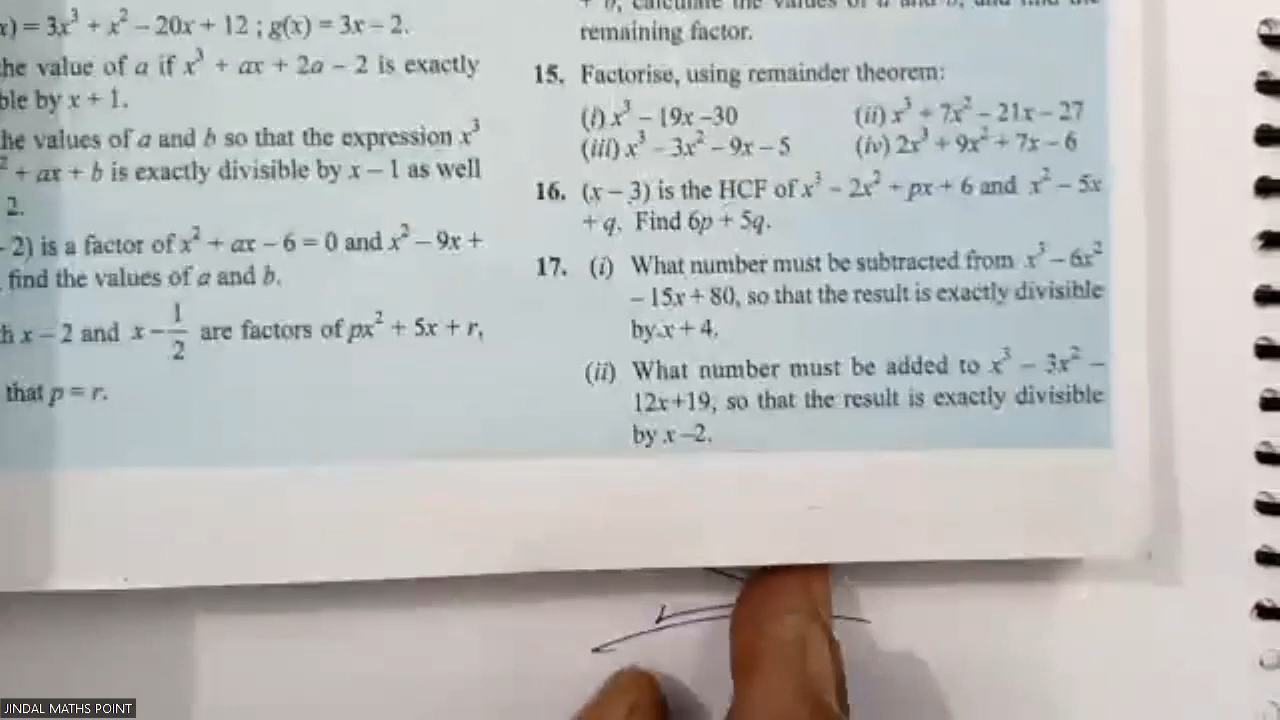 x) = 3x³ + x² – 20x + 12 ; g(x) = 3x – 2.
he value of a if x³ + ax + 2a – 2 is exactly
ble by x + 1.
he values of a and b so that the expression x³
² + ax + b is exactly divisible by x – 1 as well
2.
- 2) is a factor of x² + ax – 6 = 0 and x² – 9x +
find the values of a and b.
h x – 2 and x – 1/2 are factors of px² + 5x + r,
that p = r.
remaining factor.
15. Factorise, using remainder theorem:
(i) x³ – 19x –30 (ii) x³ + 7x² – 21x – 27
(iii) x³ – 3x² – 9x – 5 (iv) 2x³ + 9x² + 7x – 6
16. (x – 3) is the HCF of x³ – 2x² + px + 6 and x² – 5x
+ q. Find 6p + 5q.
17. (i) What number must be subtracted from x³ – 6x²
– 15x + 80, so that the result is exactly divisible
by x + 4.
(ii) What number must be added to x³ – 3x² –
12x+19, so that the result is exactly divisible
by x –2.
JINDAL MATHS POINT